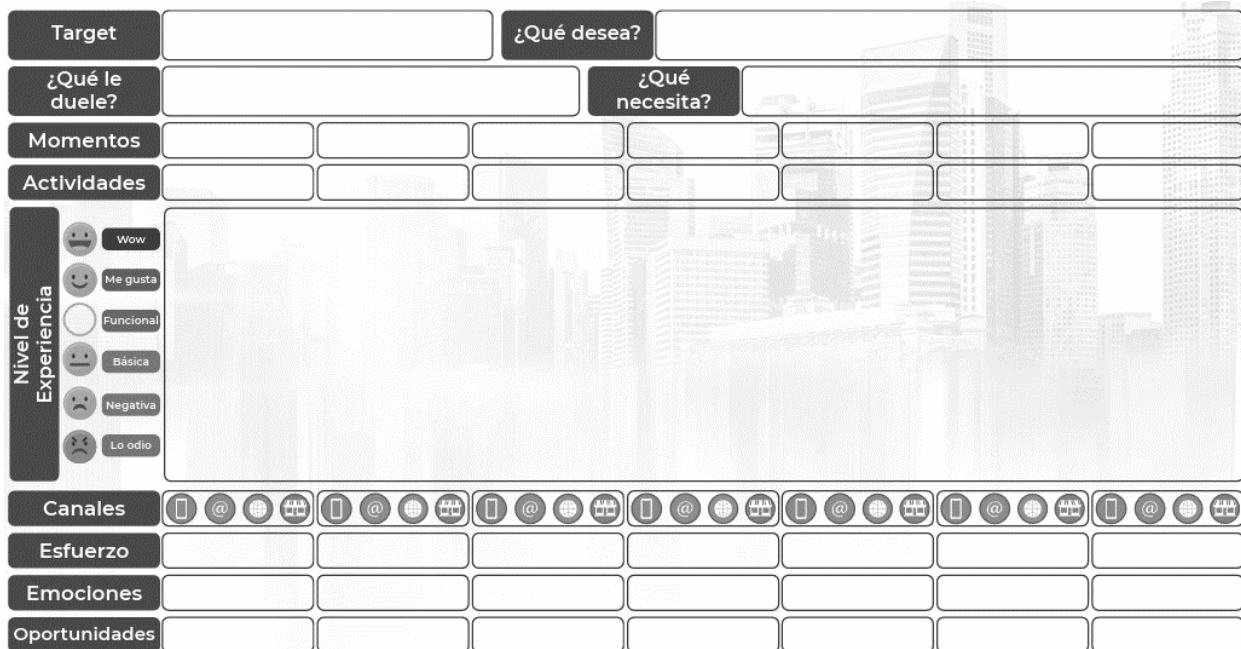 Target
¿Qué desea?
¿Qué le
duele?
¿Qué
necesita?
Momentos
Actividades
Nivel de
Experiencia
Wow
Me gusta
Funcional
Básica
Negativa
Lo odio
Canales
@ @ @ @ @ @ @
Esfuerzo
Emociones
Oportunidades